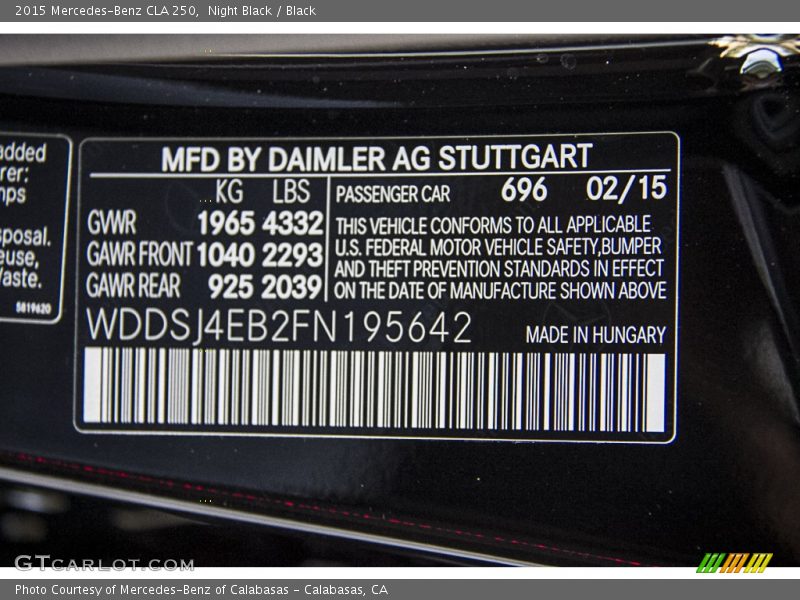 2015 Mercedes-Benz CLA 250,  Night Black / Black
added
rer:
mps
sposal.
euse,
Waste.
5819620
MFD BY DAIMLER AG STUTTGART
KG LBS
GVWR 1965 4332
GAWR FRONT 1040 2293
GAWR REAR 925 2039
PASSENGER CAR 696 02/15
THIS VEHICLE CONFORMS TO ALL APPLICABLE
U.S. FEDERAL MOTOR VEHICLE SAFETY,BUMPER
AND THEFT PREVENTION STANDARDS IN EFFECT
ON THE DATE OF MANUFACTURE SHOWN ABOVE
WDDSJ4EB2FN195642
MADE IN HUNGARY
GTCARLOT.COM
Photo Courtesy of Mercedes-Benz of Calabasas - Calabasas, CA